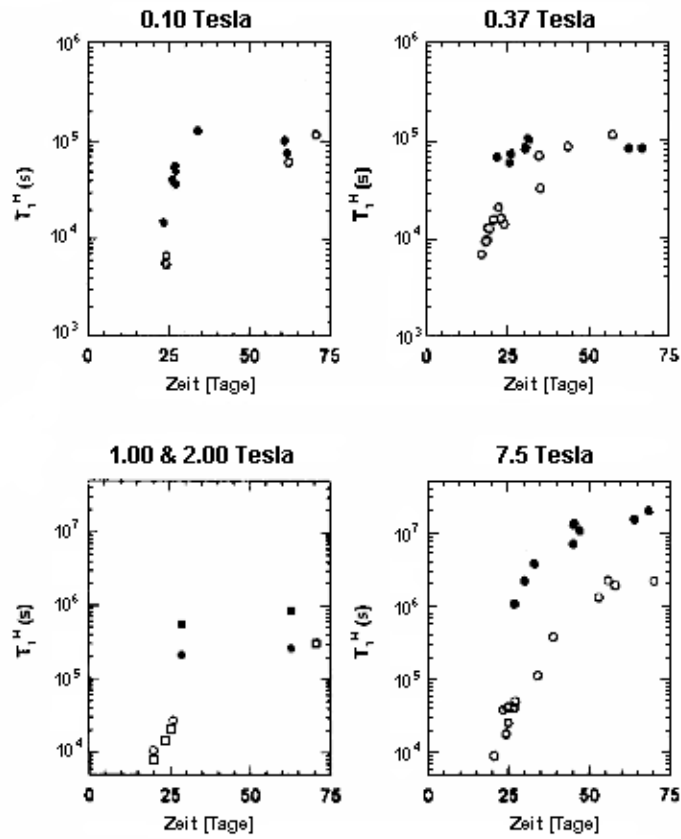 0.10 Tesla
T₁ᴴ (s)
10⁶
10⁵
10⁴
10³
0 25 50 75
Zeit [Tage]
0.37 Tesla
T₁ᴴ (s)
10⁶
10⁵
10⁴
10³
0 25 50 75
Zeit [Tage]
1.00 & 2.00 Tesla
T₁ᴴ (s)
10⁷
10⁶
10⁵
10⁴
0 25 50 75
Zeit [Tage]
7.5 Tesla
T₁ᴴ (s)
10⁷
10⁶
10⁵
10⁴
0 25 50 75
Zeit [Tage]